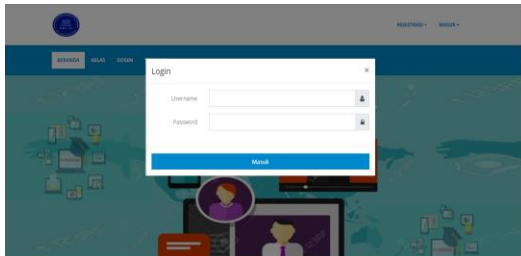 REGISTRASI MASUK
BERANDA KELAS DOSEN
Login ×
Username
Password
Masuk